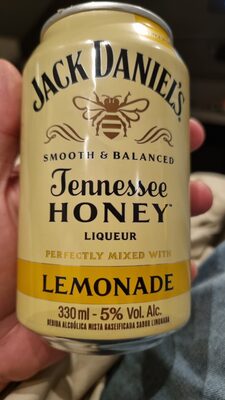 JACK DANIEL'S
SMOOTH & BALANCED
Tennessee
HONEY™
LIQUEUR
PERFECTLY MIXED WITH
LEMONADE
330 ml - 5% Vol. Alc.
BEBIDA ALCOÓLICA MISTA GASEIFICADA SABOR LIMONADA